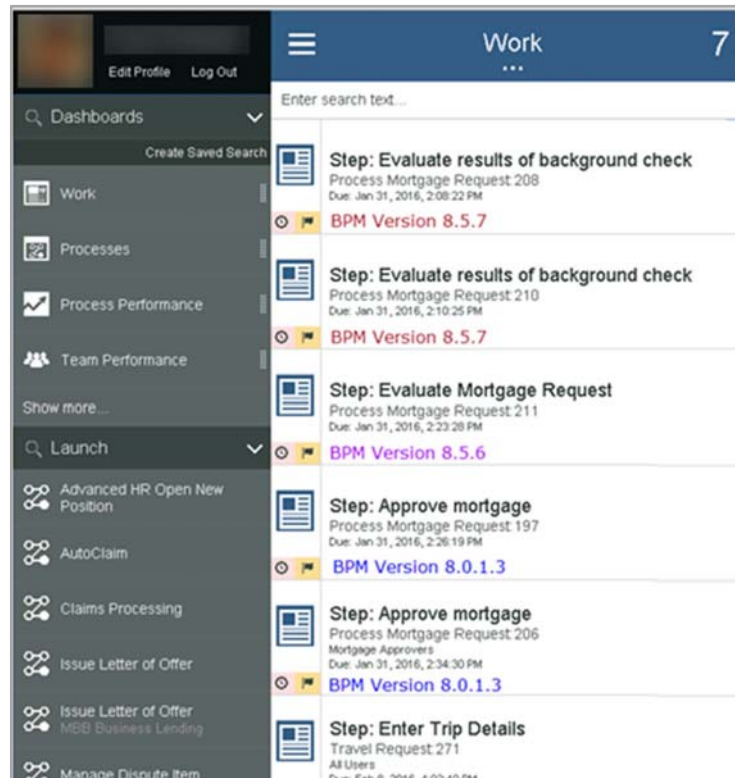 Edit Profile Log Out
Dashboards
Create Saved Search
Work
Processes
Process Performance
Team Performance
Show more...
Launch
Advanced HR Open New
Position
AutoClaim
Claims Processing
Issue Letter of Offer
Issue Letter of Offer
MBB Business Lending
Manage Dispute Item
Work 7
...
Enter search text...
Step: Evaluate results of background check
Process Mortgage Request:208
Due: Jan 31, 2016, 2:08:22 PM
BPM Version 8.5.7
Step: Evaluate results of background check
Process Mortgage Request:210
Due: Jan 31, 2016, 2:10:25 PM
BPM Version 8.5.7
Step: Evaluate Mortgage Request
Process Mortgage Request:211
Due: Jan 31, 2016, 2:23:28 PM
BPM Version 8.5.6
Step: Approve mortgage
Process Mortgage Request:197
Due: Jan 31, 2016, 2:26:19 PM
BPM Version 8.0.1.3
Step: Approve mortgage
Process Mortgage Request:206
Mortgage Approvers
Due: Jan 31, 2016, 2:34:30 PM
BPM Version 8.0.1.3
Step: Enter Trip Details
Travel Request:271
All Users